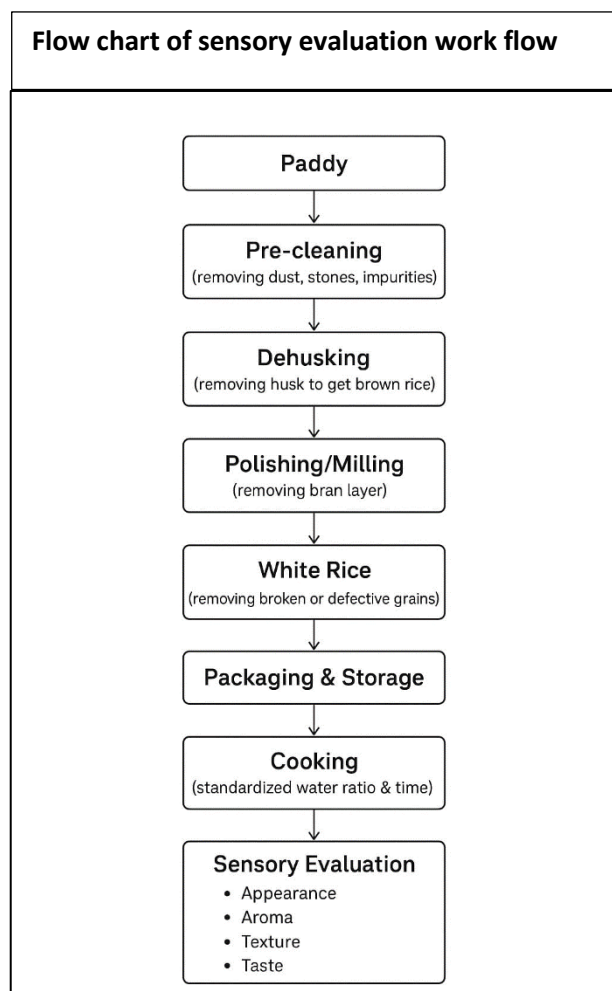 Flow chart of sensory evaluation work flow
Paddy
Pre-cleaning
(removing dust, stones, impurities)
Dehusking
(removing husk to get brown rice)
Polishing/Milling
(removing bran layer)
White Rice
(removing broken or defective grains)
Packaging & Storage
Cooking
(standardized water ratio & time)
Sensory Evaluation
• Appearance
• Aroma
• Texture
• Taste